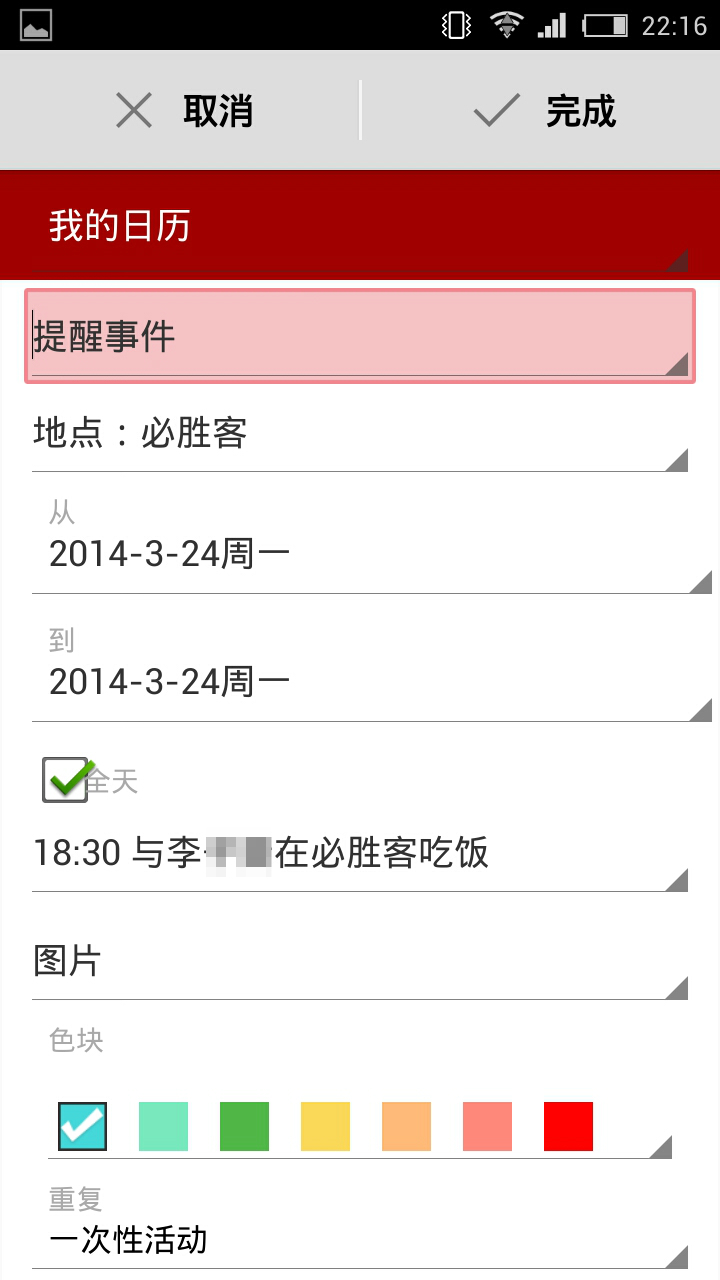 22:16
取消
完成
我的日历
提醒事件
地点：必胜客
从
2014-3-24周一
到
2014-3-24周一
全天
18:30 与李在必胜客吃饭
图片
色块
重复
一次性活动